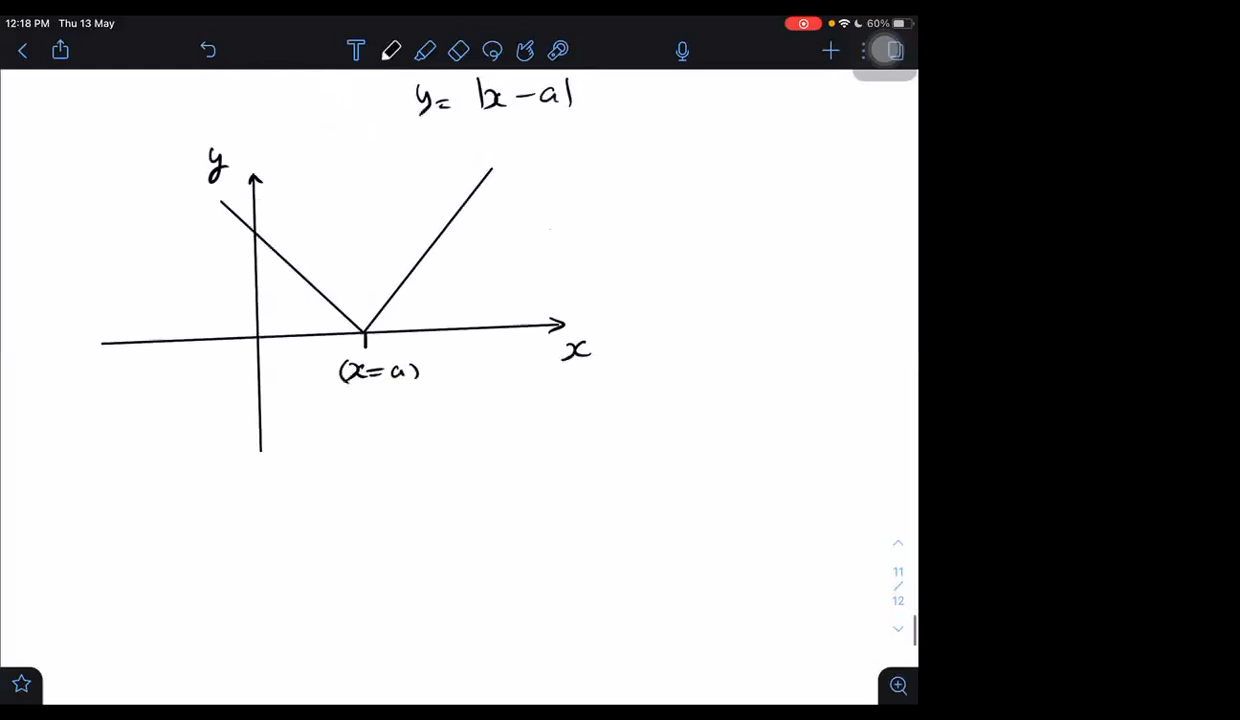 12:18 PM Thu 13 May
60%
T
y= |x-a|
y
x
(x=a)
11
/
12